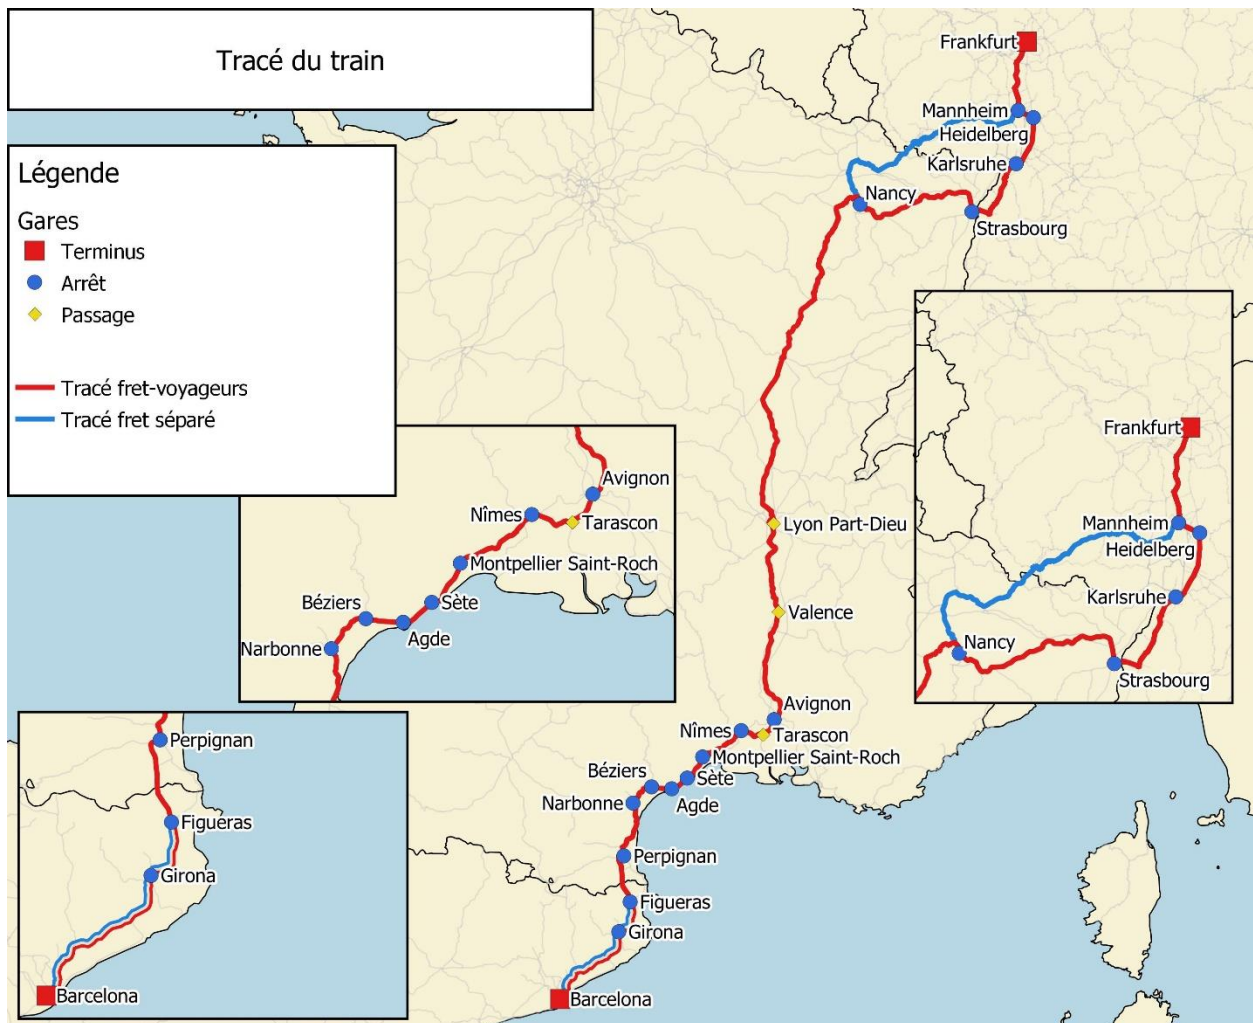 Tracé du train
Légende
Gares
Terminus
Arrêt
Passage
Tracé fret-voyageurs
Tracé fret séparé
Frankfurt
Mannheim
Heidelberg
Karlsruhe
Nancy
Strasbourg
Lyon Part-Dieu
Valence
Avignon
Nîmes
Tarascon
Montpellier Saint-Roch
Béziers
Sète
Agde
Narbonne
Perpignan
Figueras
Girona
Barcelona
Frankfurt
Mannheim
Heidelberg
Karlsruhe
Nancy
Strasbourg
Avignon
Nîmes
Tarascon
Montpellier Saint-Roch
Béziers
Sète
Agde
Narbonne
Perpignan
Figueras
Girona
Barcelona